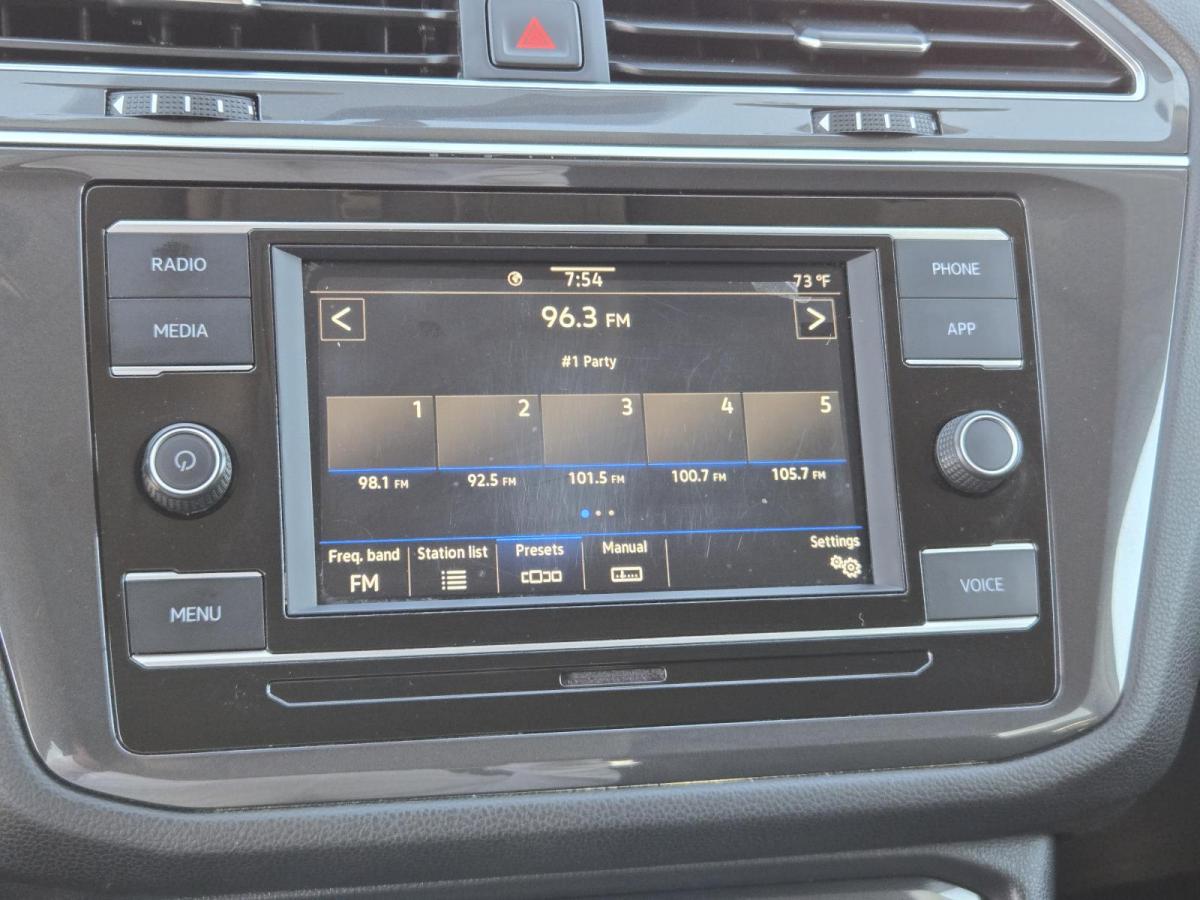 RADIO
MEDIA
MENU
PHONE
APP
VOICE
7:54
73 °F
<
96.3 FM
>
#1 Party
1 2 3 4 5
98.1 FM 92.5 FM 101.5 FM 100.7 FM 105.7 FM
Freq. band Station list Presets Manual Settings
FM